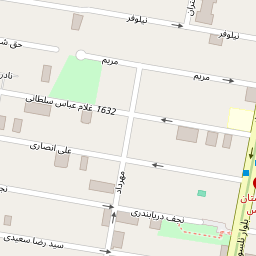 نیلوفر
نیلوفر
مریم
مریم
1632 غلام عباس سلطانی
علی انصاری
مهرداد
نجف دریابندری
سید رضا سعیدی